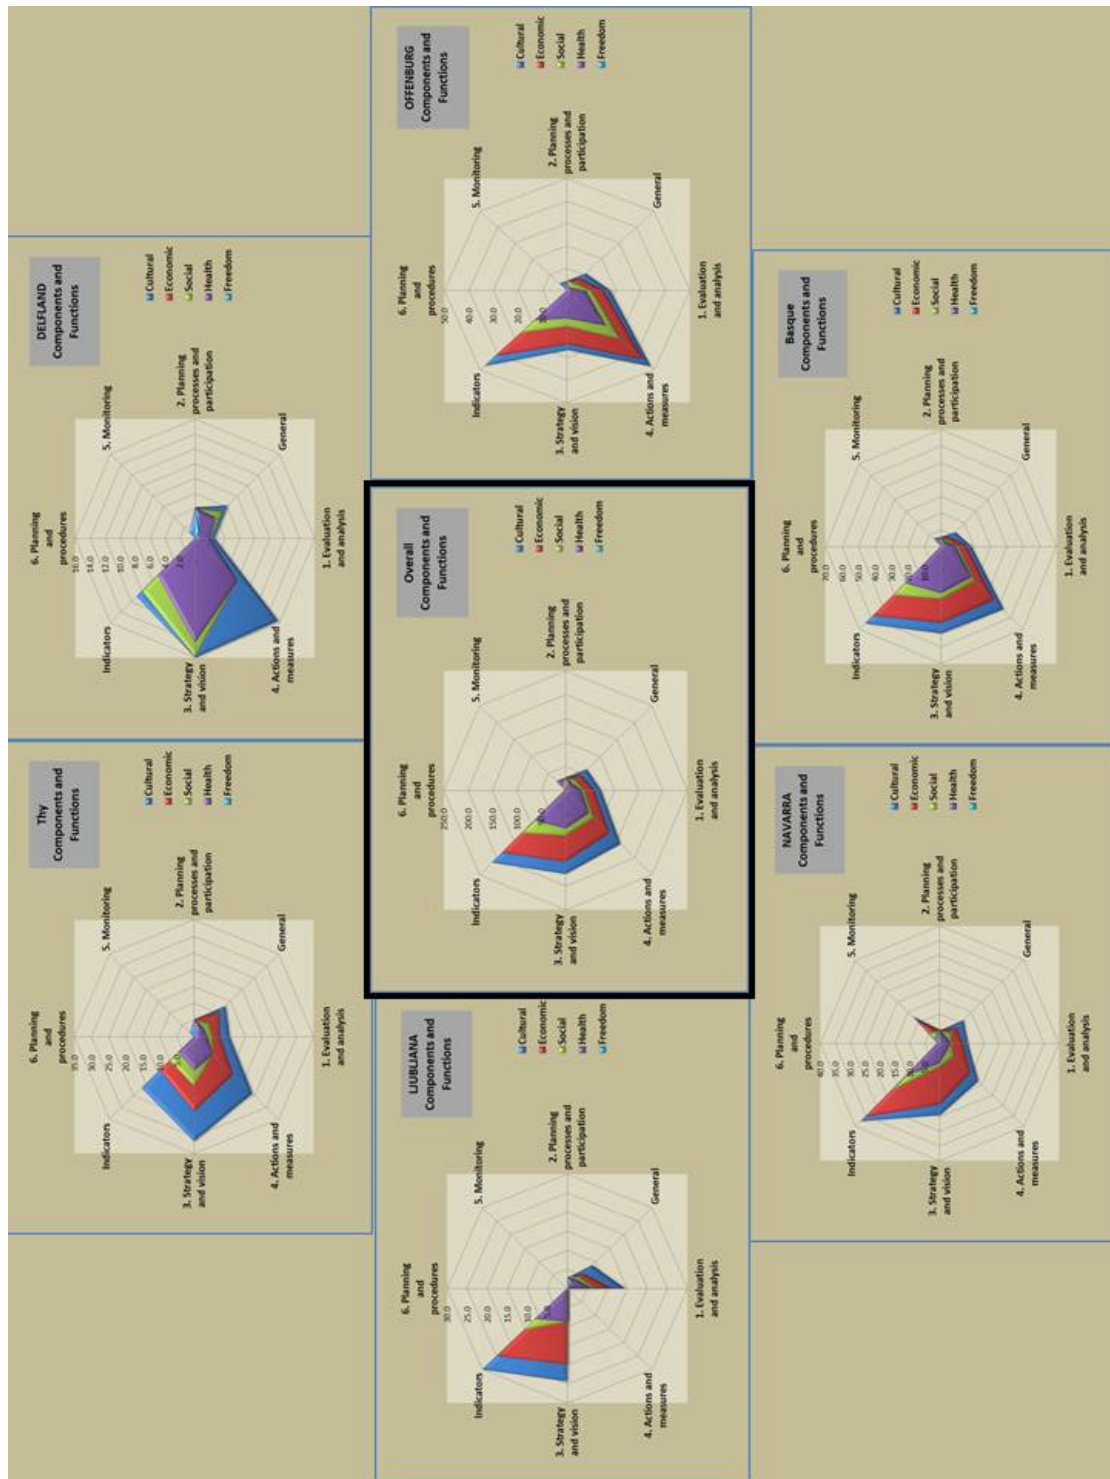 Thy
Components and
Functions
3. Strategy
and vision
Indicators
6. Planning
and
procedures
35.0
30.0
25.0
20.0
15.0
10.0
5.0
5. Monitoring
2. Planning
processes and
participation
General
1. Evaluation
and analysis
4. Actions and
measures
Cultural
Economic
Social
Health
Freedom
DELFLAND
Components and
Functions
3. Strategy
and vision
Indicators
6. Planning
and
procedures
16.0
14.0
12.0
10.0
8.0
6.0
4.0
2.0
5. Monitoring
2. Planning
processes and
participation
General
1. Evaluation
and analysis
4. Actions and
measures
Cultural
Economic
Social
Health
Freedom
LJUBLJANA
Components and
Functions
3. Strategy
and vision
Indicators
6. Planning
and
procedures
30.0
25.0
20.0
15.0
10.0
5. Monitoring
2. Planning
processes and
participation
General
1. Evaluation
and analysis
4. Actions and
measures
Cultural
Economic
Social
Health
Freedom
Overall
Components and
Functions
3. Strategy
and vision
Indicators
6. Planning
and
procedures
250.0
200.0
150.0
100.0
5. Monitoring
2. Planning
processes and
participation
General
1. Evaluation
and analysis
4. Actions and
measures
Cultural
Economic
Social
Health
Freedom
OFFENBURG
Components and
Functions
3. Strategy
and vision
Indicators
6. Planning
and
procedures
50.0
40.0
30.0
20.0
5. Monitoring
2. Planning
processes and
participation
General
1. Evaluation
and analysis
4. Actions and
measures
Cultural
Economic
Social
Health
Freedom
NAVARRA
Components and
Functions
3. Strategy
and vision
Indicators
6. Planning
and
procedures
40.0
35.0
30.0
25.0
20.0
15.0
5. Monitoring
2. Planning
processes and
participation
General
1. Evaluation
and analysis
4. Actions and
measures
Cultural
Economic
Social
Health
Freedom
Basque
Components and
Functions
3. Strategy
and vision
Indicators
6. Planning
and
procedures
70.0
60.0
50.0
40.0
30.0
10.0
5. Monitoring
2. Planning
processes and
participation
General
1. Evaluation
and analysis
4. Actions and
measures
Cultural
Economic
Social
Health
Freedom